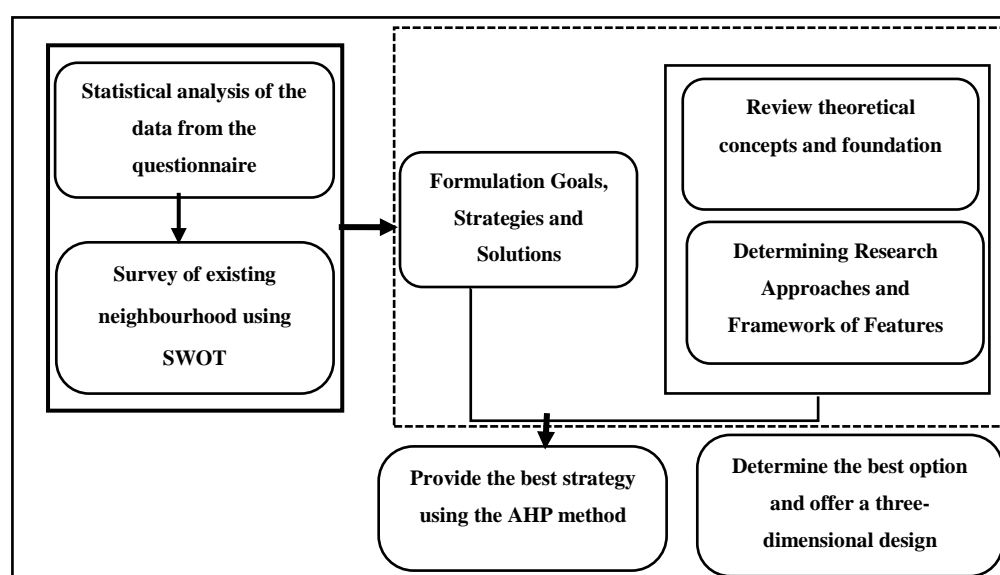 Statistical analysis of the
data from the
questionnaire
Survey of existing
neighbourhood using
SWOT
Formulation Goals,
Strategies and
Solutions
Review theoretical
concepts and foundation
Determining Research
Approaches and
Framework of Features
Provide the best strategy
using the AHP method
Determine the best option
and offer a three-
dimensional design